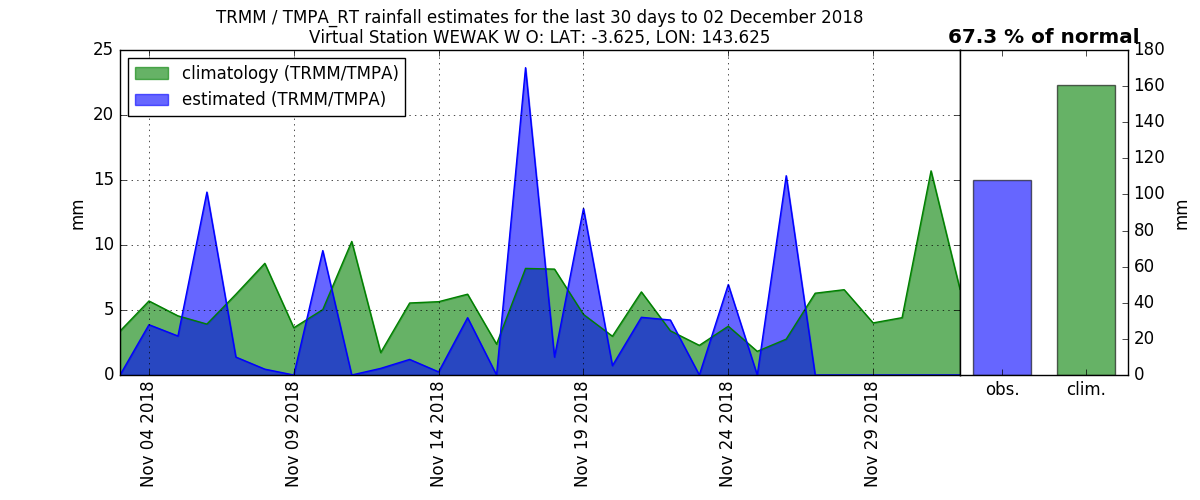 TRMM / TMPA_RT rainfall estimates for the last 30 days to 02 December 2018
Virtual Station WEWAK W O: LAT: -3.625, LON: 143.625
67.3 % of normal
climatology (TRMM/TMPA)
estimated (TRMM/TMPA)
mm
25
20
15
10
5
0
Nov 04 2018
Nov 09 2018
Nov 14 2018
Nov 19 2018
Nov 24 2018
Nov 29 2018
180
160
140
120
100
80
60
40
20
0
mm
obs.
clim.